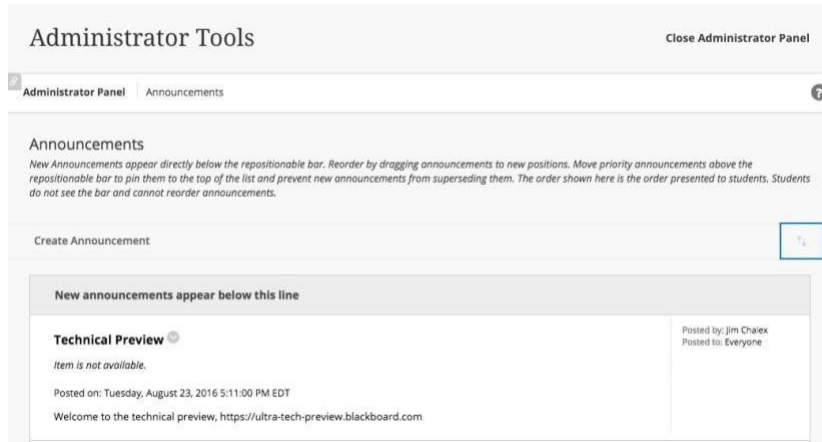 Administrator Tools
Close Administrator Panel
Administrator Panel
Announcements
?
Announcements
New Announcements appear directly below the repositionable bar. Reorder by dragging announcements to new positions. Move priority announcements above the
repositionable bar to pin them to the top of the list and prevent new announcements from superseding them. The order shown here is the order presented to students. Students
do not see the bar and cannot reorder announcements.
Create Announcement
New announcements appear below this line
Technical Preview
Posted by: Jim Chalex
Posted to: Everyone
Item is not available.
Posted on: Tuesday, August 23, 2016 5:11:00 PM EDT
Welcome to the technical preview, https://ultra-tech-preview.blackboard.com